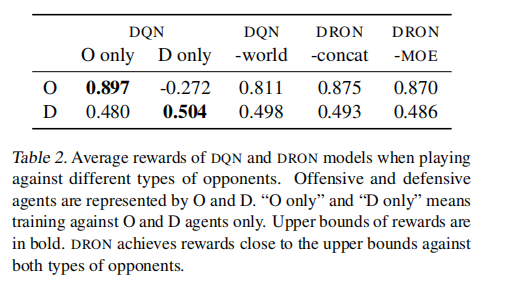 DQN DQN DRON DRON
O only D only -world -concat -MOE
O 0.897 -0.272 0.811 0.875 0.870
D 0.480 0.504 0.498 0.493 0.486
Table 2. Average rewards of DQN and DRON models when playing
against different types of opponents. Offensive and defensive
agents are represented by O and D. “O only” and “D only” means
training against O and D agents only. Upper bounds of rewards are
in bold. DRON achieves rewards close to the upper bounds against
both types of opponents.